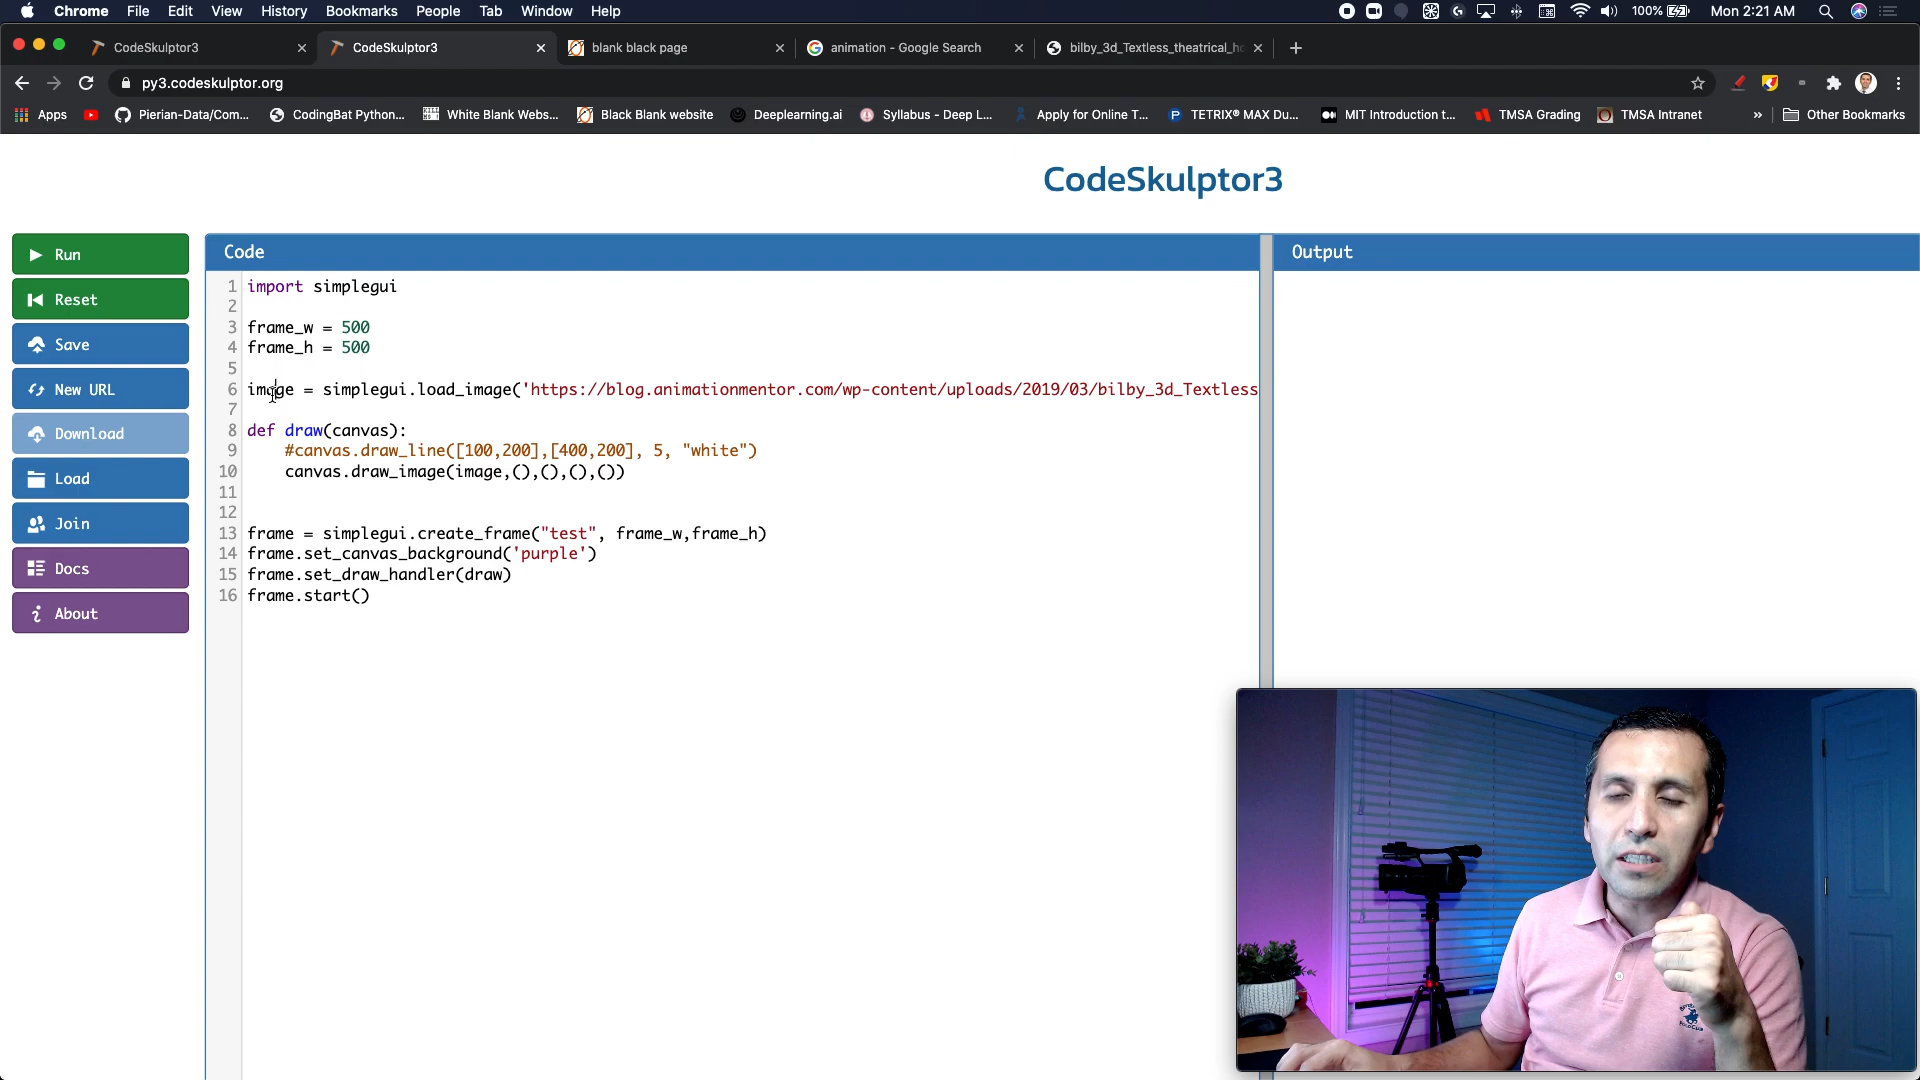 Chrome File Edit View History Bookmarks People Tab Window Help 100% Mon 2:21 AM
CodeSkulptor3 CodeSkulptor3 blank black page animation - Google Search bilby_3d_Textless_theatrical_h
py3.codeskulptor.org
Apps Pierian-Data/Com... CodingBat Python... White Blank Webs... Black Blank website Deeplearning.ai Syllabus - Deep L... Apply for Online T... TETRIX® MAX Du... MIT Introduction t... TMSA Grading TMSA Intranet » Other Bookmarks
CodeSkulptor3
Run
Reset
Save
New URL
Download
Load
Join
Docs
About
Code
1 import simplegui
2
3 frame_w = 500
4 frame_h = 500
5
6 image = simplegui.load_image('https://blog.animationmentor.com/wp-content/uploads/2019/03/bilby_3d_Textless
7
8 def draw(canvas):
9 #canvas.draw_line([100,200],[400,200], 5, "white")
10 canvas.draw_image(image,(),(),(),())
11
12
13 frame = simplegui.create_frame("test", frame_w,frame_h)
14 frame.set_canvas_background('purple')
15 frame.set_draw_handler(draw)
16 frame.start()
Output